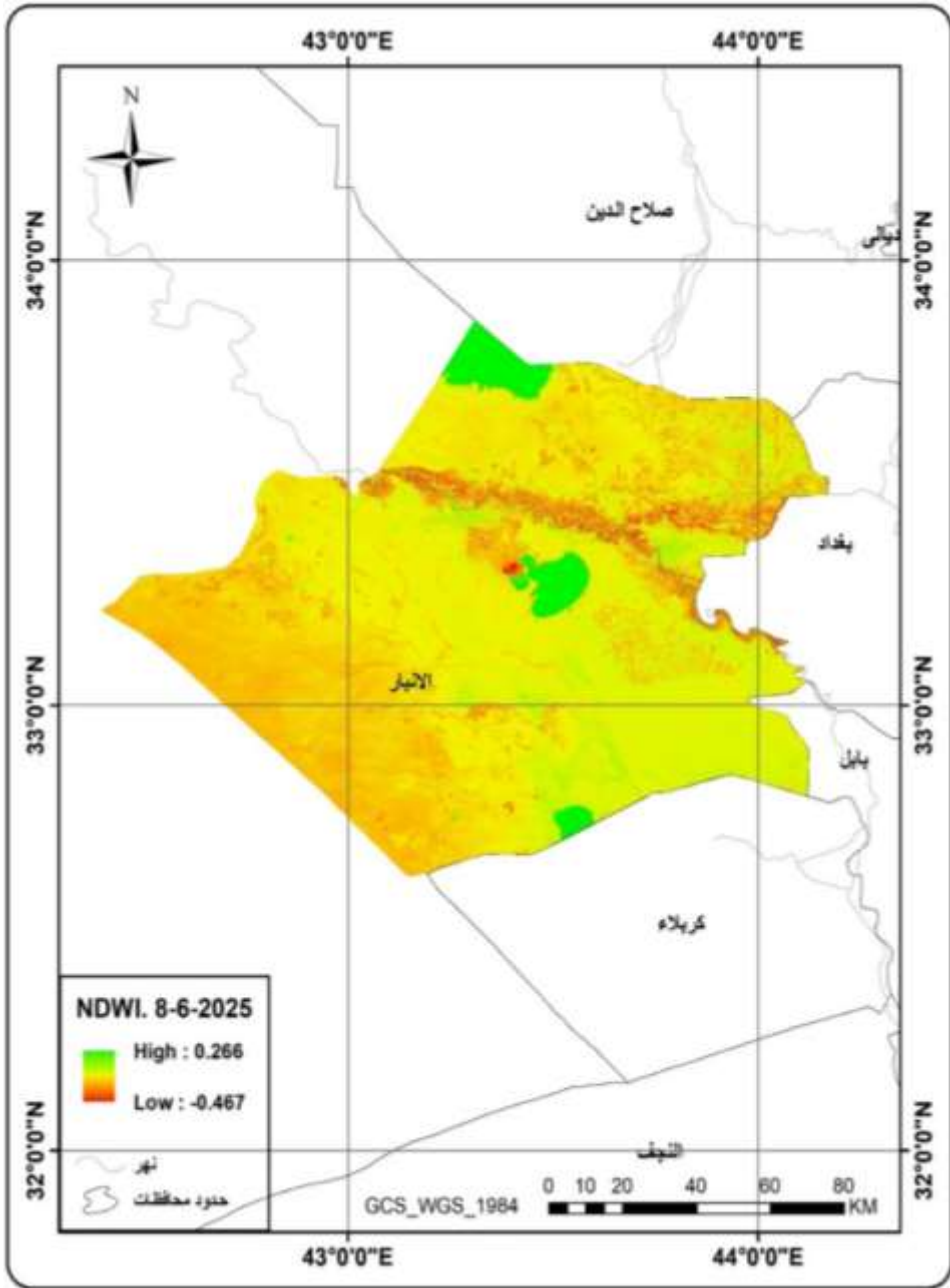 43°0'0"E 44°0'0"E
N
صلاح الدين
ديالى
34°0'0"N 34°0'0"N
بغداد
الانبار
33°0'0"N 33°0'0"N
بابل
كربلاء
NDWI. 8-6-2025
High : 0.266
Low : -0.467
نهر
حدود محافظات
32°0'0"N 32°0'0"N
النجف
GCS_WGS_1984
0 10 20 40 60 80
KM
43°0'0"E 44°0'0"E